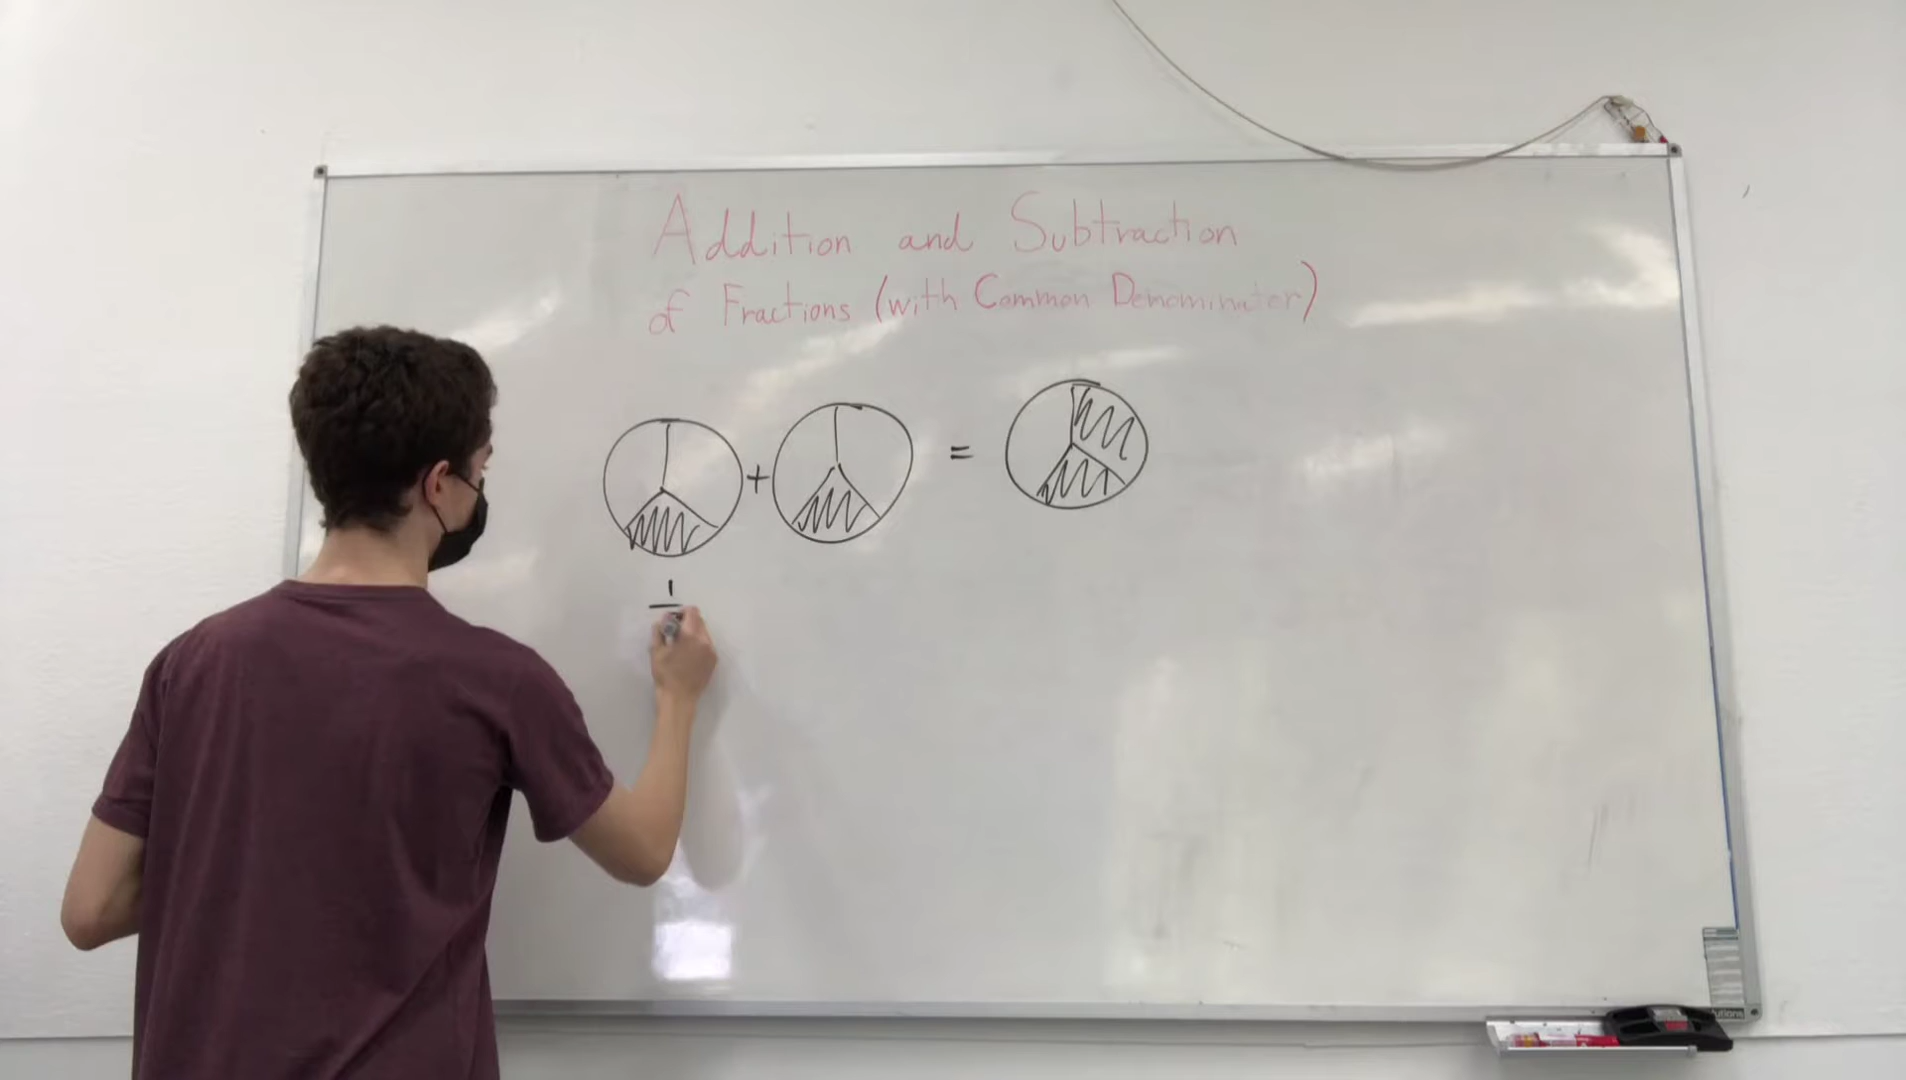 Addition and Subtraction
of Fractions (with Common Denominator)
+ =
1